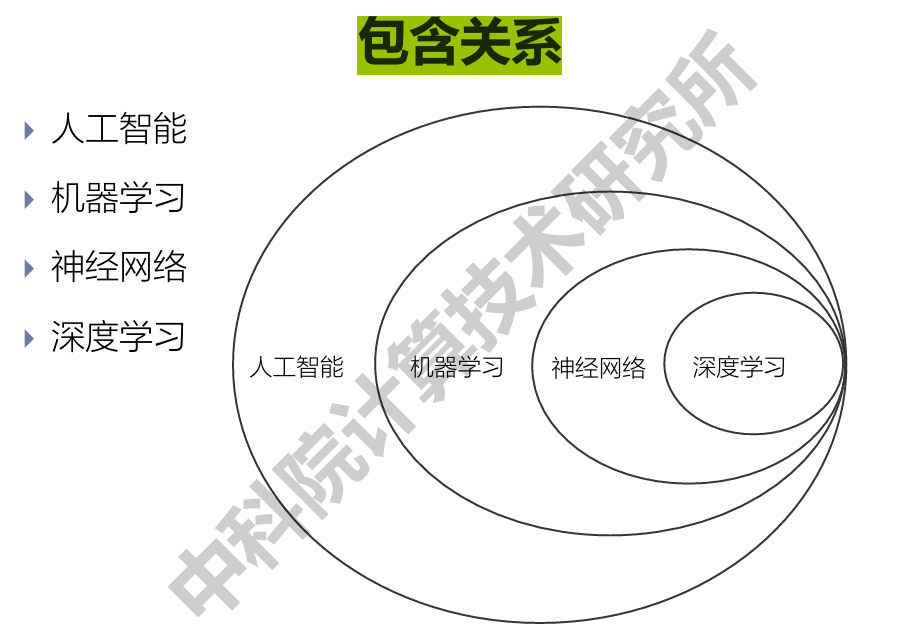 包含关系
人工智能
机器学习
神经网络
深度学习
人工智能
机器学习
神经网络
深度学习
中科院计算技术研究所